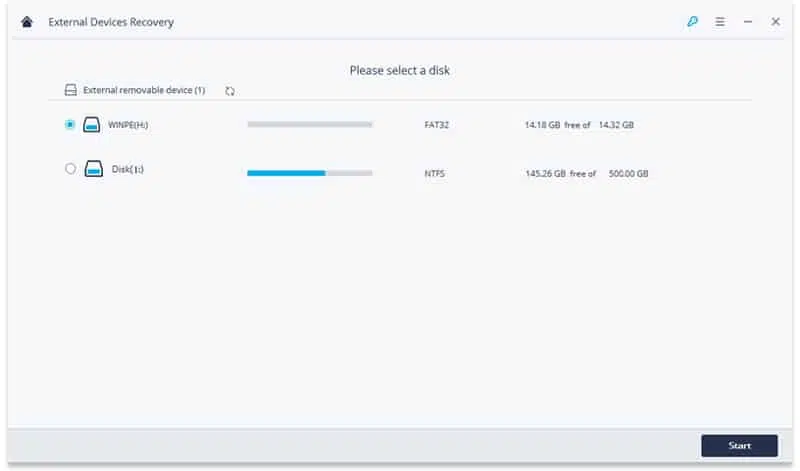 External Devices Recovery
Please select a disk
External removable device (1)
WINPE(H:) FAT32 14.18 GB free of 14.32 GB
Disk(I:) NTFS 145.26 GB free of 500.00 GB
Start